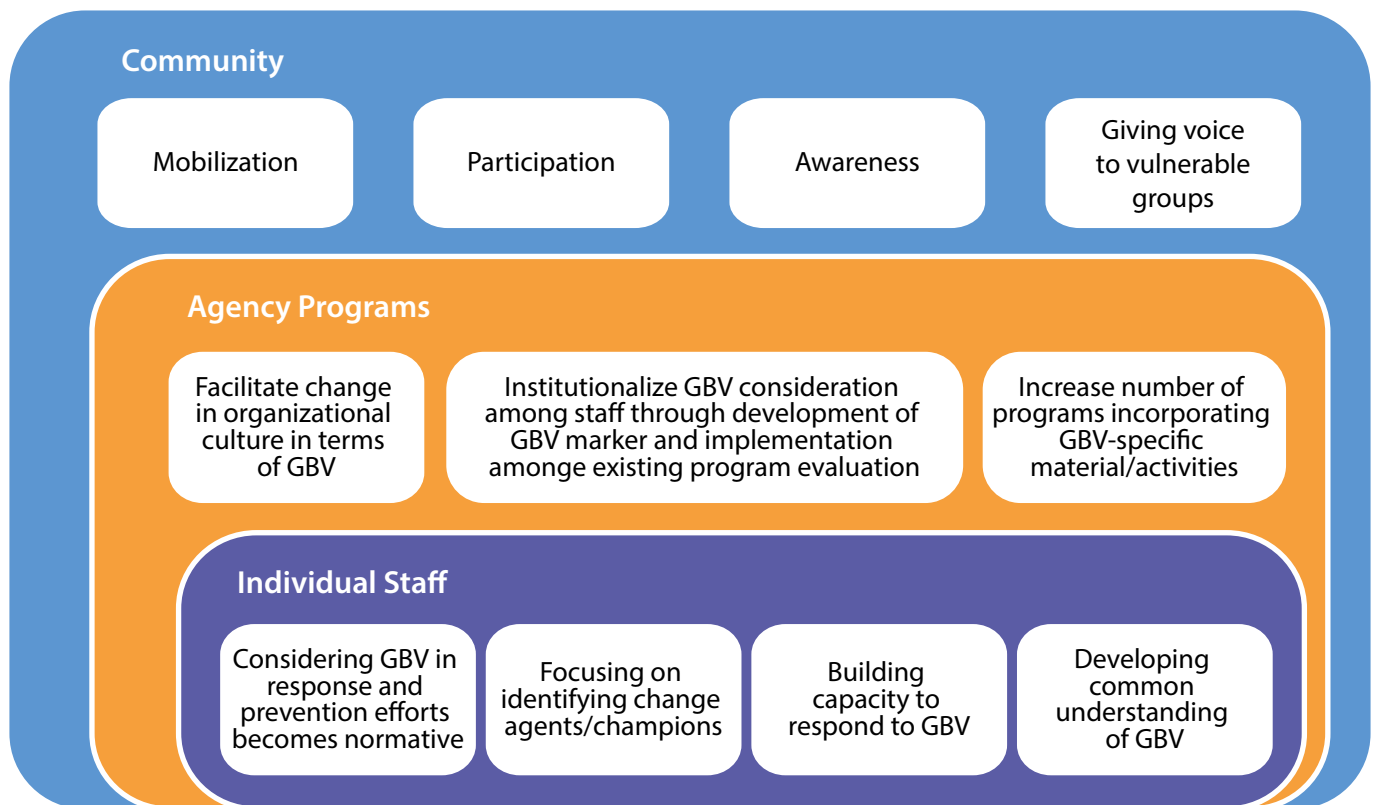 Community
Mobilization
Participation
Awareness
Giving voice
to vulnerable
groups
Agency Programs
Facilitate change
in organizational
culture in terms
of GBV
Institutionalize GBV consideration
among staff through development of
GBV marker and implementation
amonge existing program evaluation
Increase number of
programs incorporating
GBV-specific
material/activities
Individual Staff
Considering GBV in
response and
prevention efforts
becomes normative
Focusing on
identifying change
agents/champions
Building
capacity to
respond to GBV
Developing
common
understanding
of GBV